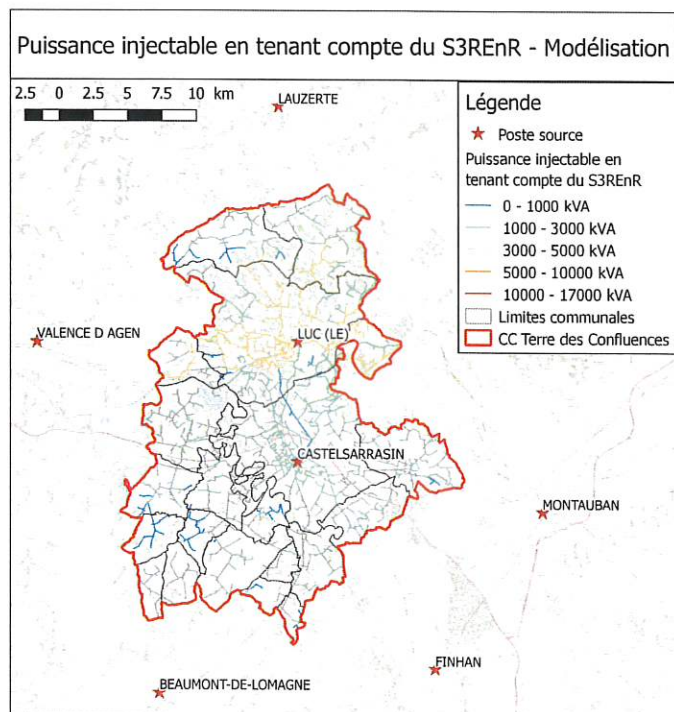 Puissance injectable en tenant compte du S3REnR - Modélisation
2.5 0 2.5 5 7.5 10 km
LAUZERTE
Légende
Poste source
Puissance injectable en
tenant compte du S3REnR
0 - 1000 kVA
1000 - 3000 kVA
3000 - 5000 kVA
5000 - 10000 kVA
10000 - 17000 kVA
Limites communales
CC Terre des Confluences
VALENCE D AGEN
LUC (LE)
CASTELSARRASIN
MONTAUBAN
FINHAN
BEAUMONT-DE-LOMAGNE